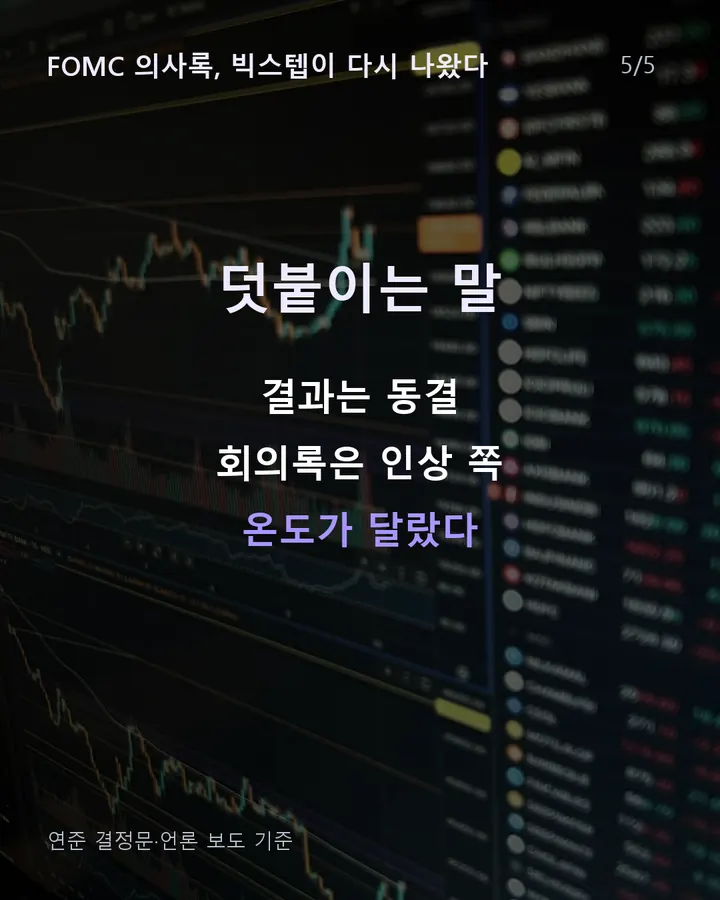 FOMC 의사록, 빅스텝이 다시 나왔다
5/5
덧붙이는 말
결과는 동결
회의록은 인상 쪽
온도가 달랐다
연준 결정문·언론 보도 기준